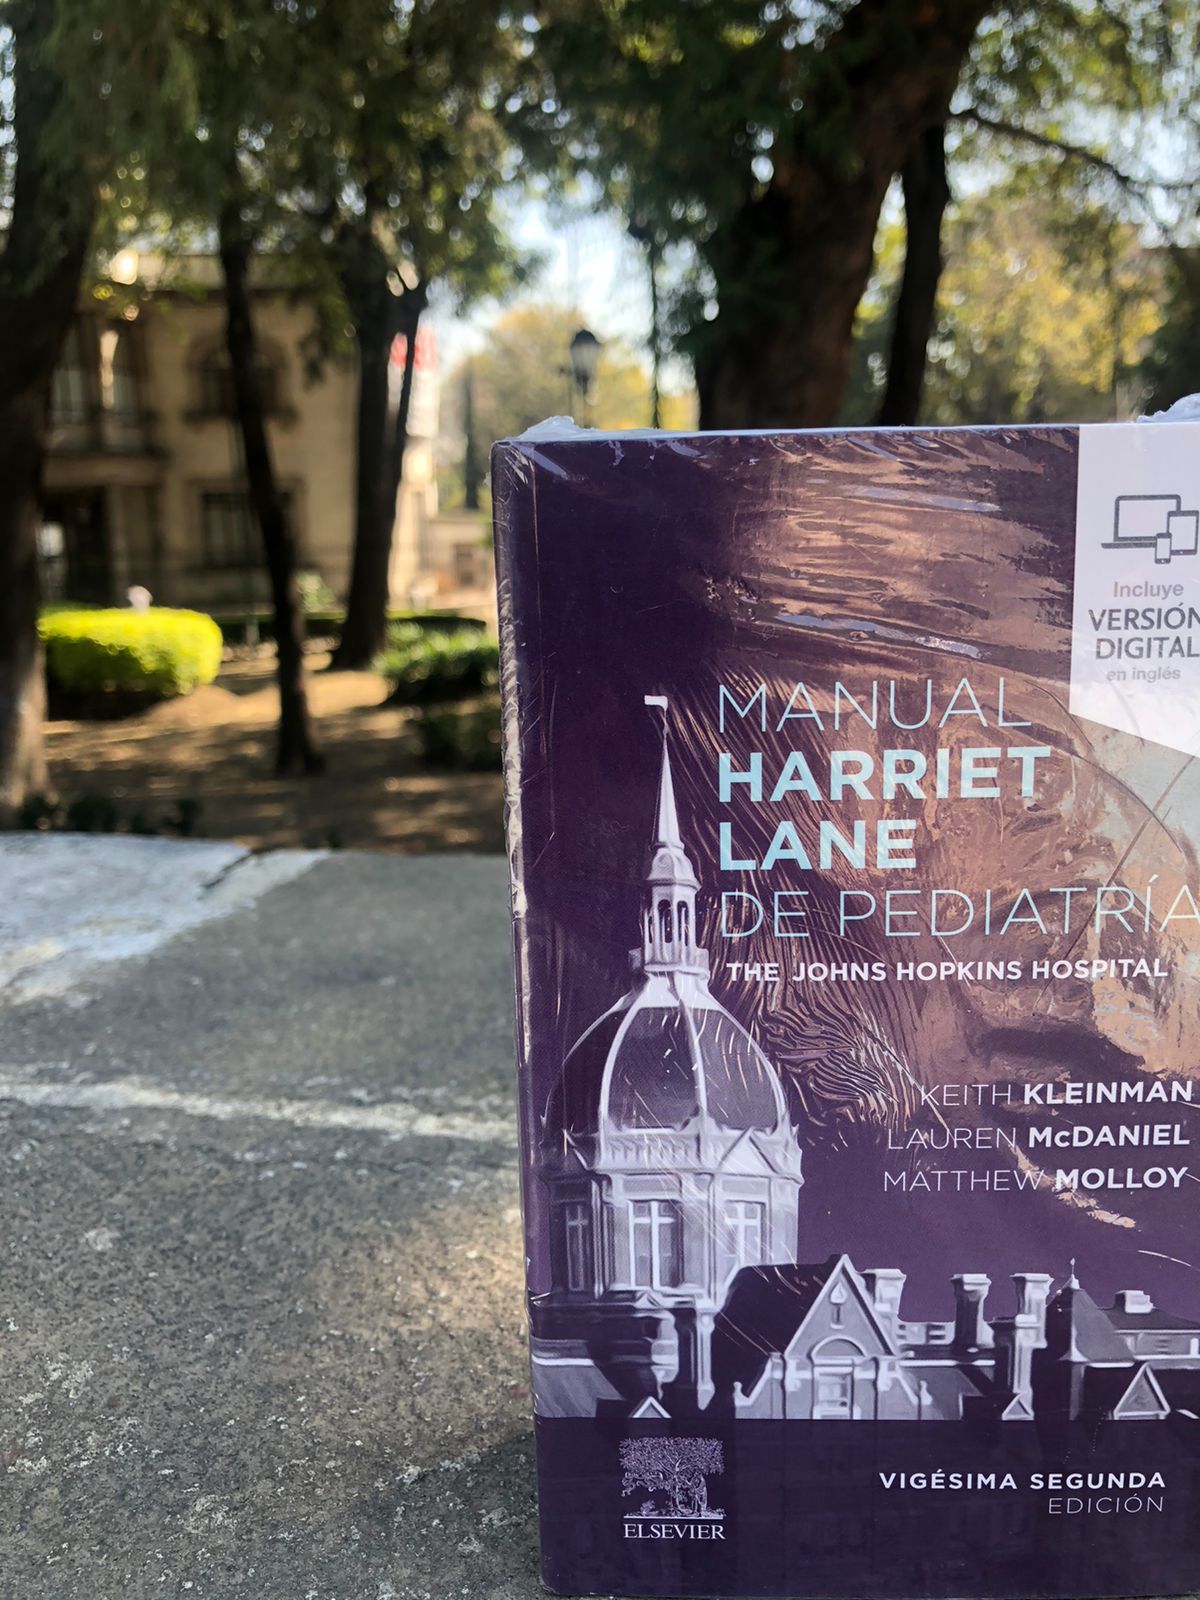 Incluye
VERSIÓN
DIGITAL
en inglés
MANUAL
HARRIET
LANE
DE PEDIATRÍA
THE JOHNS HOPKINS HOSPITAL
KEITH KLEINMAN
LAUREN McDANIEL
MATTHEW MOLLOY
VIGÉSIMA SEGUNDA
EDICIÓN
ELSEVIER